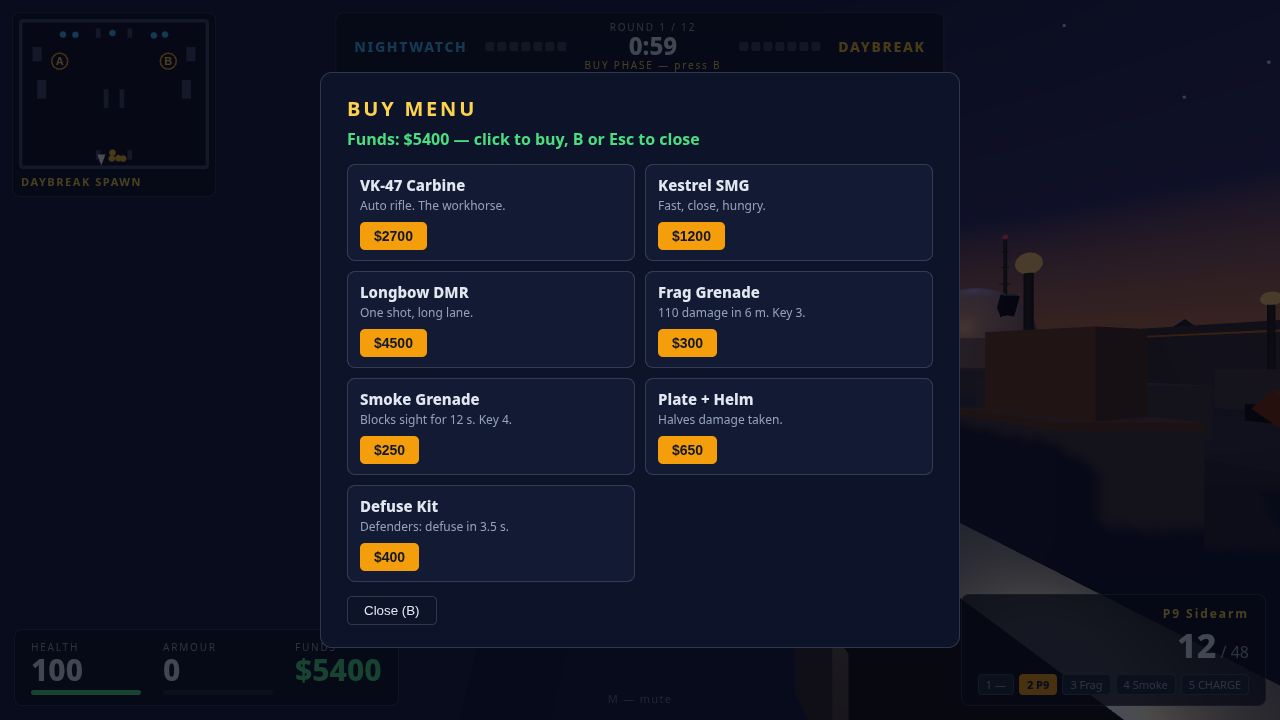 A
B
DAYBREAK SPAWN
ROUND 1 / 12
NIGHTWATCH
0:59
DAYBREAK
BUY PHASE — press B
BUY MENU
Funds: $5400 — click to buy, B or Esc to close
VK-47 Carbine
Auto rifle. The workhorse.
$2700
Kestrel SMG
Fast, close, hungry.
$1200
Longbow DMR
One shot, long lane.
$4500
Frag Grenade
110 damage in 6 m. Key 3.
$300
Smoke Grenade
Blocks sight for 12 s. Key 4.
$250
Plate + Helm
Halves damage taken.
$650
Defuse Kit
Defenders: defuse in 3.5 s.
$400
Close (B)
HEALTH
100
ARMOUR
0
FUNDS
$5400
M — mute
P9 Sidearm
12 / 48
1 —
2 P9
3 Frag
4 Smoke
5 CHARGE